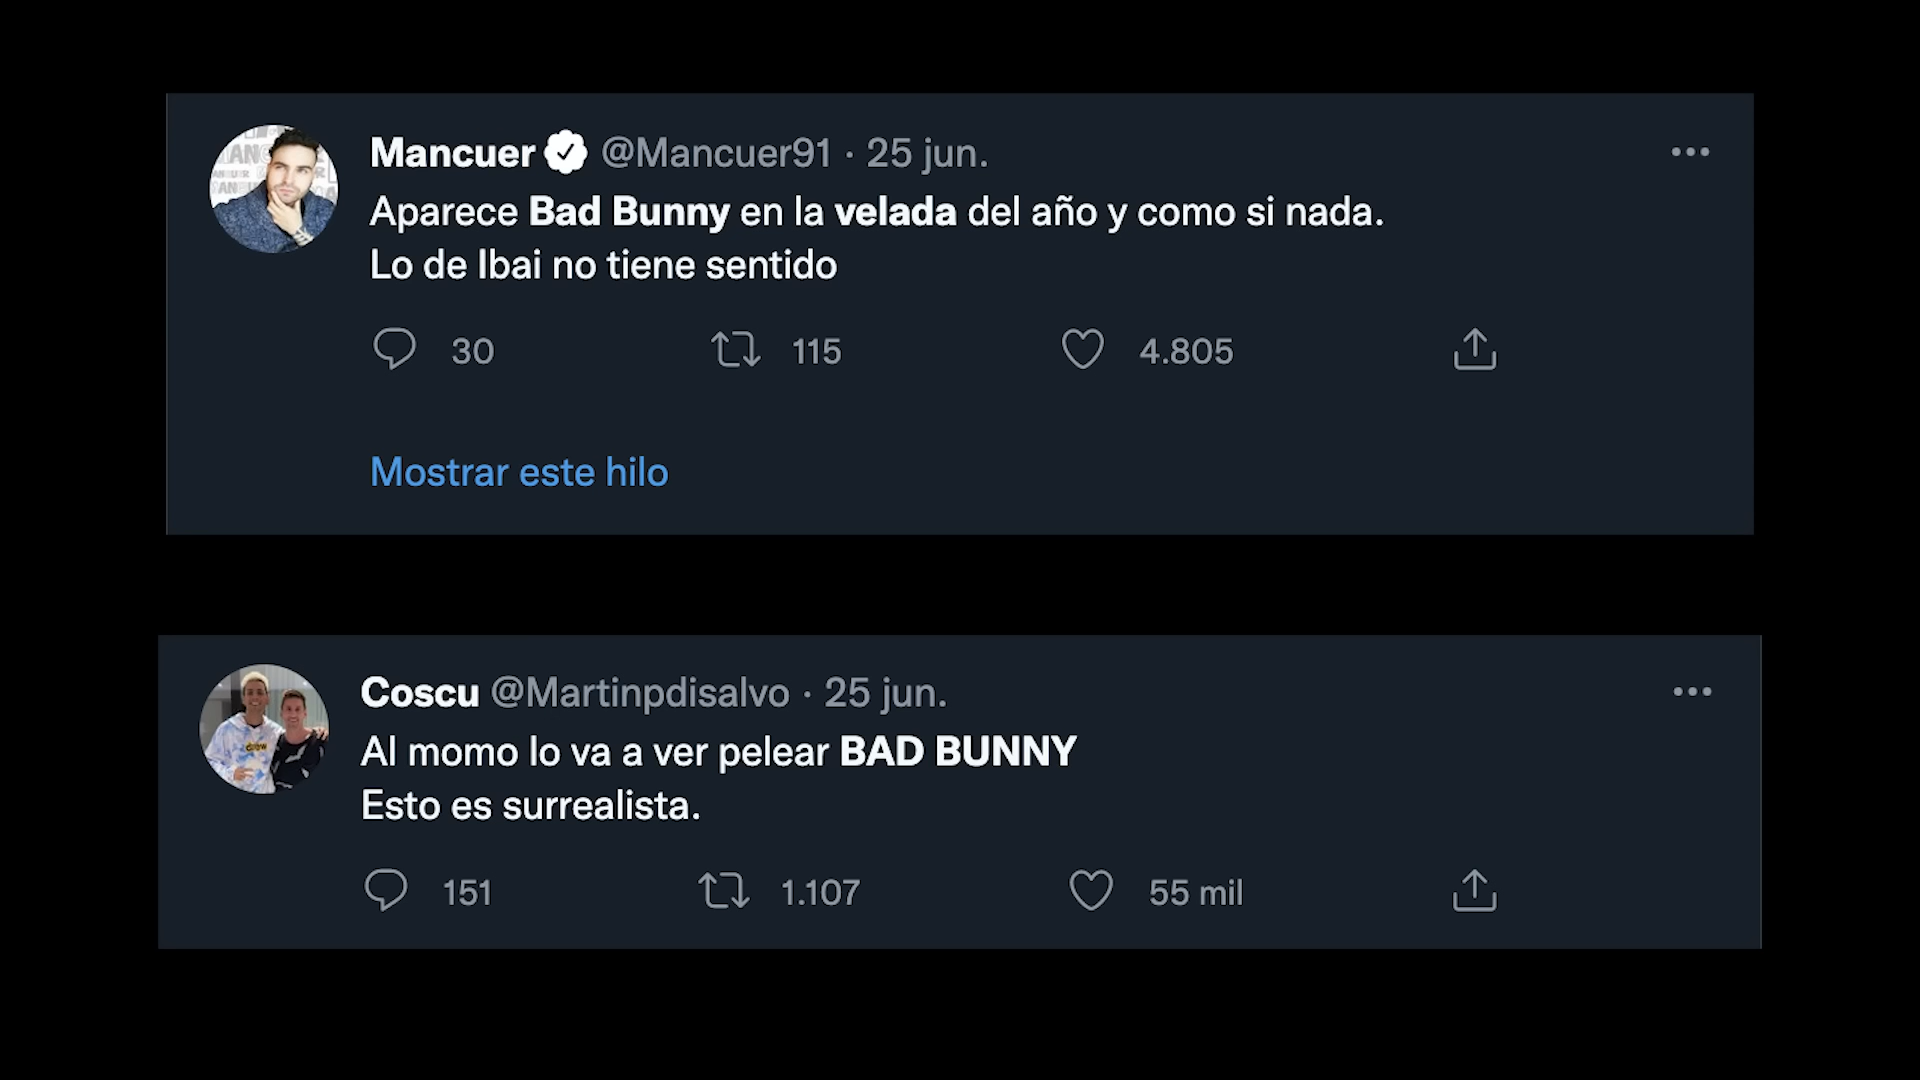 Mancuer @Mancuer91 · 25 jun.
Aparece Bad Bunny en la velada del año y como si nada.
Lo de Ibai no tiene sentido
30 115 4.805
Mostrar este hilo
Coscu @Martinpdisalvo · 25 jun.
Al momo lo va a ver pelear BAD BUNNY
Esto es surrealista.
151 1.107 55 mil